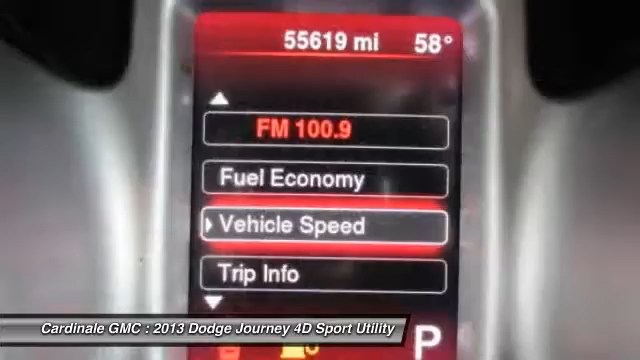 55619 mi 58°
FM 100.9
Fuel Economy
Vehicle Speed
Trip Info
Cardinale GMC : 2013 Dodge Journey 4D Sport Utility
P